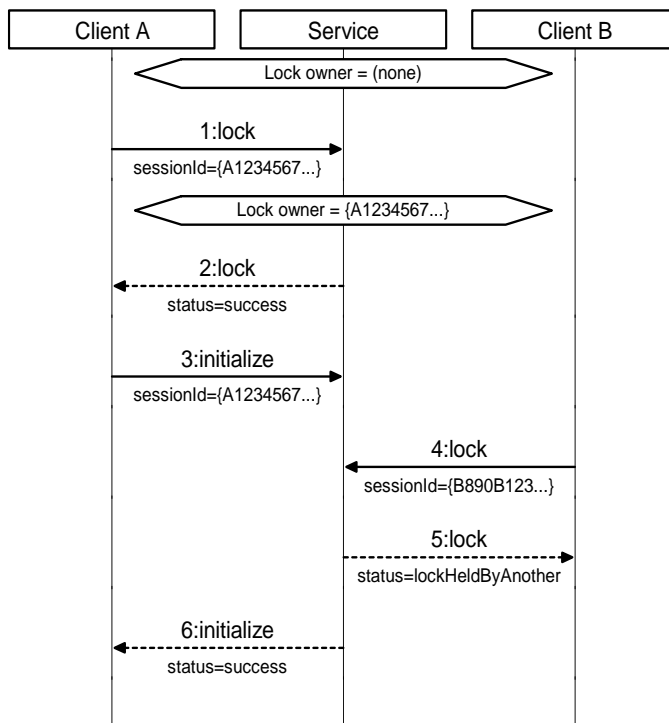 Client A
Service
Client B
Lock owner = (none)
1:lock
sessionId={A1234567...}
Lock owner = {A1234567...}
2:lock
status=success
3:initialize
sessionId={A1234567...}
4:lock
sessionId={B890B123...}
5:lock
status=lockHeldByAnother
6:initialize
status=success